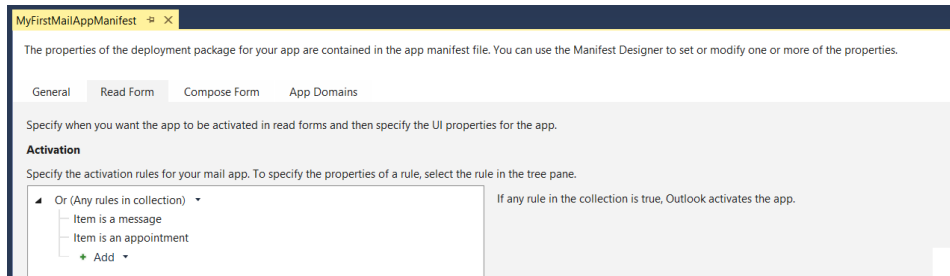 MyFirstMailAppManifest
The properties of the deployment package for your app are contained in the app manifest file. You can use the Manifest Designer to set or modify one or more of the properties.
General Read Form Compose Form App Domains
Specify when you want the app to be activated in read forms and then specify the UI properties for the app.
Activation
Specify the activation rules for your mail app. To specify the properties of a rule, select the rule in the tree pane.
Or (Any rules in collection) If any rule in the collection is true, Outlook activates the app.
Item is a message
Item is an appointment
+ Add